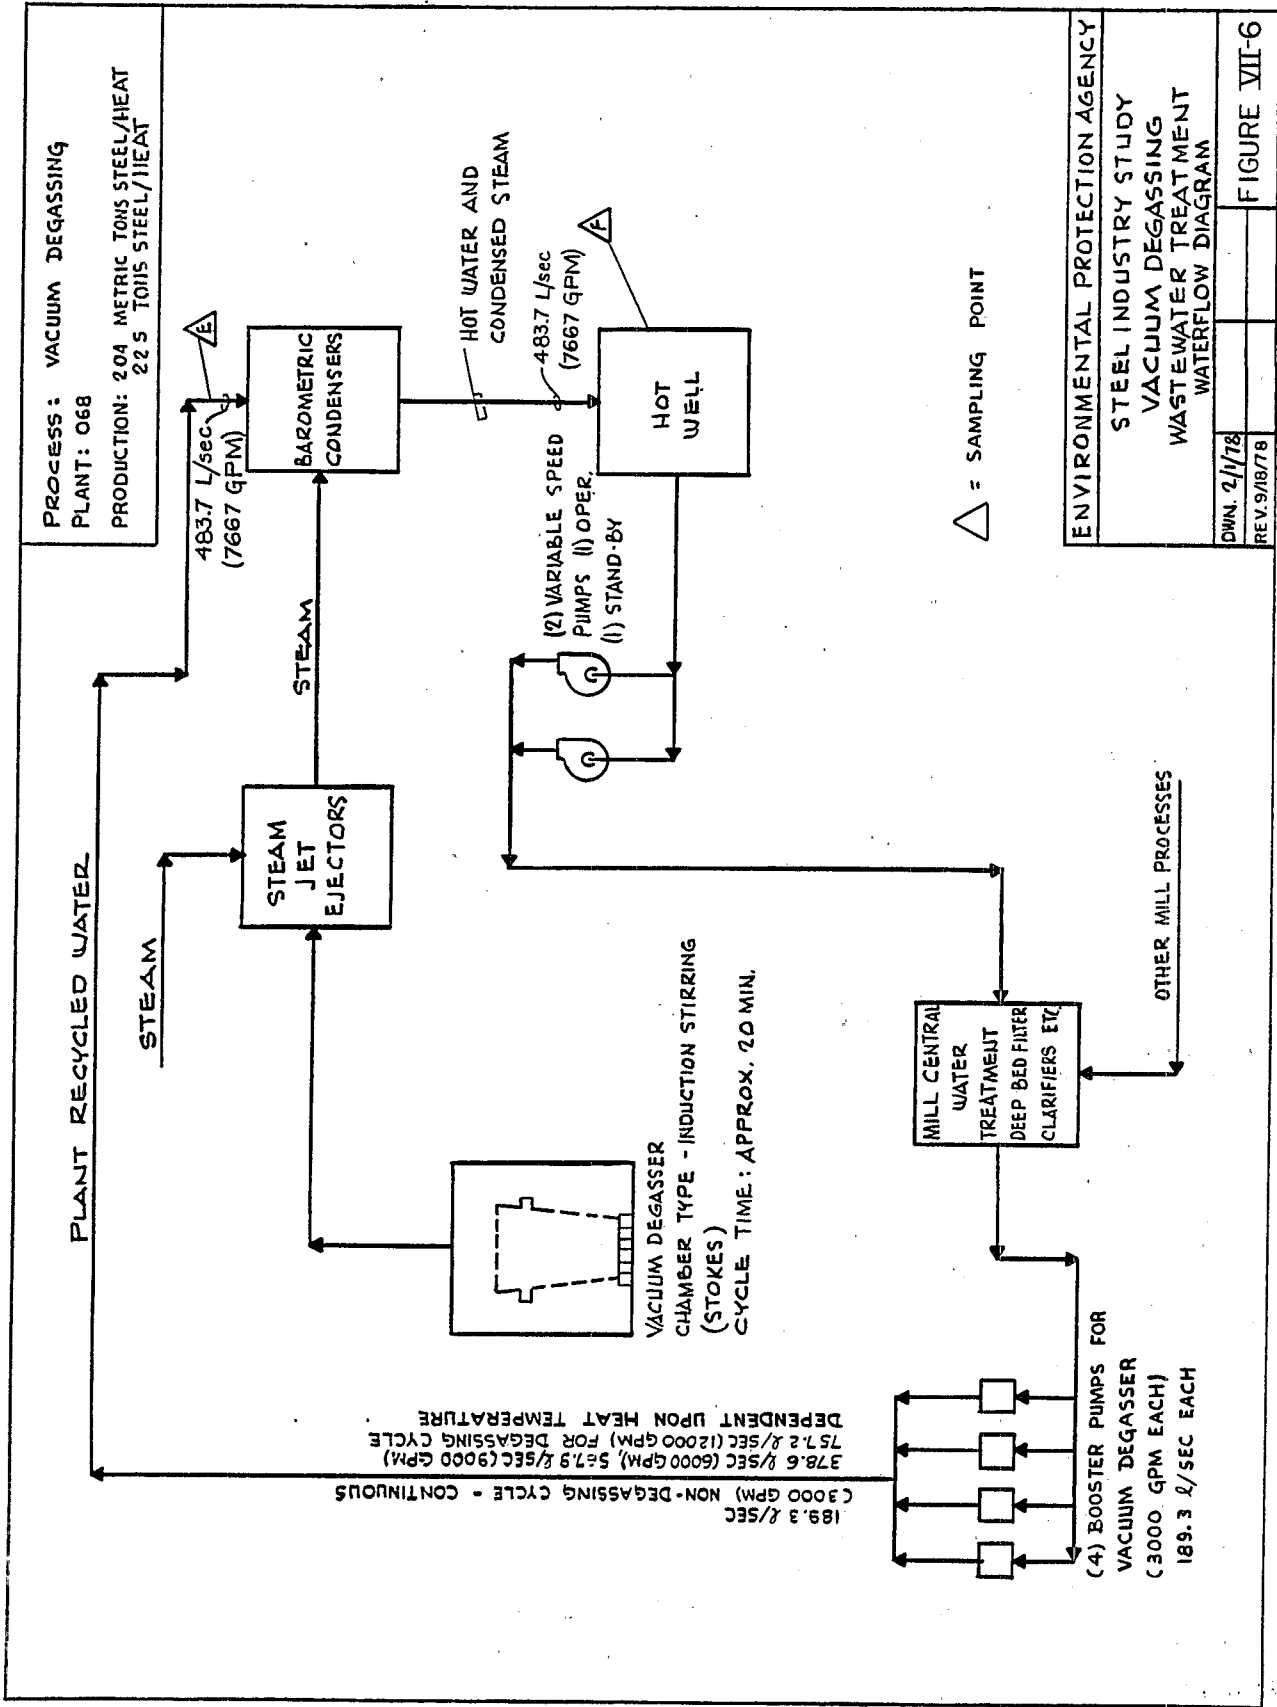 PROCESS: VACUUM DEGASSING
PLANT: 068
PRODUCTION: 204 METRIC TONS STEEL/HEAT
225 TONS STEEL/HEAT
PLANT RECYCLED WATER
483.7 L/sec
(7667 GPM)
E
STEAM
STEAM
JET
EJECTORS
STEAM
BAROMETRIC
CONDENSERS
HOT WATER AND
CONDENSED STEAM
483.7 L/sec
(7667 GPM)
F
HOT
WELL
(2) VARIABLE SPEED
PUMPS (1) OPER.
(1) STAND-BY
VACUUM DEGASSER
CHAMBER TYPE - INDUCTION STIRRING
(STOKES)
CYCLE TIME: APPROX. 20 MIN.
189.3 ℓ/SEC
(3000 GPM) NON-DEGASSING CYCLE - CONTINUOUS
378.6 ℓ/SEC (6000 GPM), 567.9 ℓ/SEC (9000 GPM)
757.2 ℓ/SEC (12000 GPM) FOR DEGASSING CYCLE
DEPENDENT UPON HEAT TEMPERATURE
MILL CENTRAL
WATER
TREATMENT
DEEP BED FILTER
CLARIFIERS ETC.
OTHER MILL PROCESSES
(4) BOOSTER PUMPS FOR
VACUUM DEGASSER
(3000 GPM EACH)
189.3 ℓ/SEC EACH
△ = SAMPLING POINT
ENVIRONMENTAL PROTECTION AGENCY
STEEL INDUSTRY STUDY
VACUUM DEGASSING
WASTEWATER TREATMENT
WATERFLOW DIAGRAM
DWN. 2/1/78
REV. 9/18/78
FIGURE VII-6